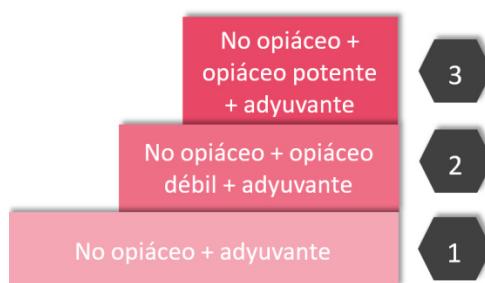 No opiáceo +
opiáceo potente
+ adyuvante
3
No opiáceo + opiáceo
débil + adyuvante
2
No opiáceo + adyuvante
1